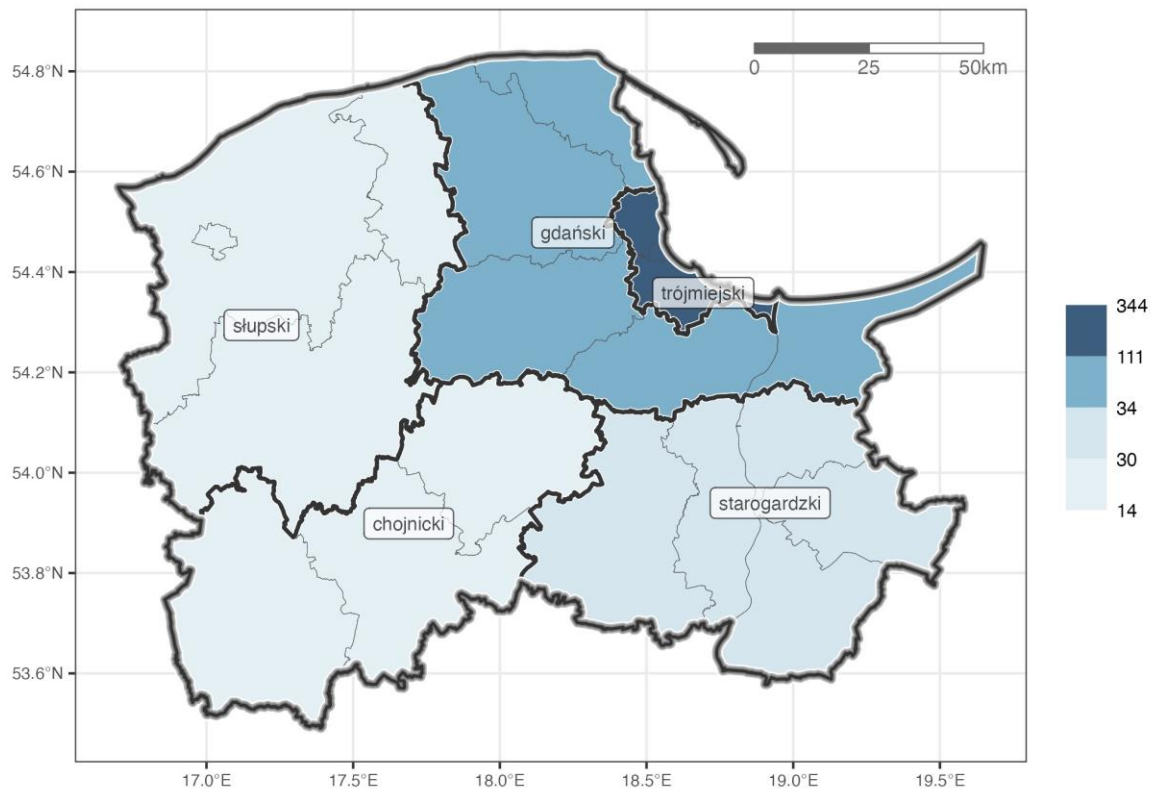 0 25 50km
54.8°N
54.6°N
54.4°N
54.2°N
54.0°N
53.8°N
53.6°N
gdański
trójmiejski
słupski
starogardzki
chojnicki
344
111
34
30
14
17.0°E 17.5°E 18.0°E 18.5°E 19.0°E 19.5°E